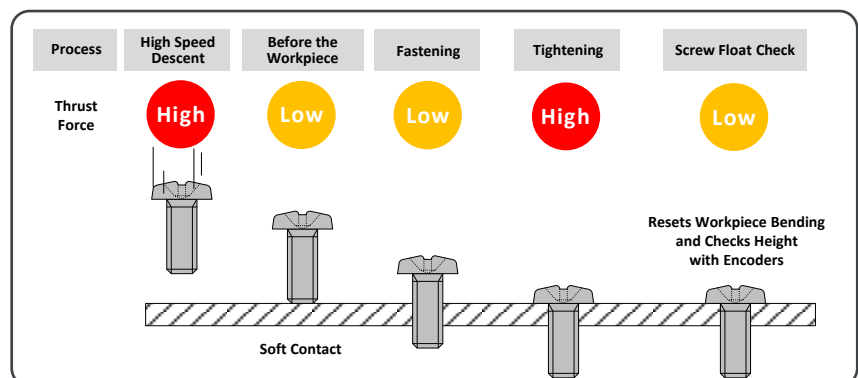 Process
High Speed
Descent
Before the
Workpiece
Fastening
Tightening
Screw Float Check
Thrust
Force
High
Low
Low
High
Low
Resets Workpiece Bending
and Checks Height
with Encoders
Soft Contact